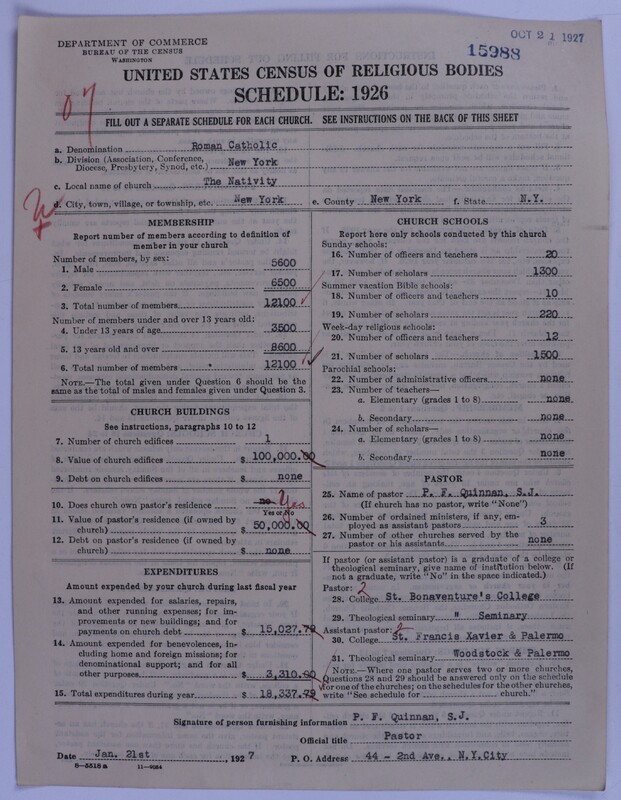 OCT 21 1927
15988
DEPARTMENT OF COMMERCE
BUREAU OF THE CENSUS
WASHINGTON
UNITED STATES CENSUS OF RELIGIOUS BODIES
SCHEDULE: 1926
FILL OUT A SEPARATE SCHEDULE FOR EACH CHURCH. SEE INSTRUCTIONS ON THE BACK OF THIS SHEET
a. Denomination Roman Catholic
b. Division (Association, Conference, Diocese, Presbytery, Synod, etc.) New York
c. Local name of church The Nativity
d. City, town, village, or township, etc. New York e. County New York f. State N.Y.
MEMBERSHIP
Report number of members according to definition of
member in your church
Number of members, by sex:
1. Male 5600
2. Female 6500
3. Total number of members 12100
Number of members under and over 13 years old:
4. Under 13 years of age 3500
5. 13 years old and over 8600
6. Total number of members 12100
NOTE.—The total given under Question 6 should be the
same as the total of males and females given under Question 3.
CHURCH BUILDINGS
See instructions, paragraphs 10 to 12
7. Number of church edifices 1
8. Value of church edifices $ 100,000.00
9. Debt on church edifices $ none
10. Does church own pastor's residence no Yes
Yes or No
11. Value of pastor's residence (if owned by
church) $ 50,000.00
12. Debt on pastor's residence (if owned by
church) $ none
EXPENDITURES
Amount expended by your church during last fiscal year
13. Amount expended for salaries, repairs,
and other running expenses; for im-
provements or new buildings; and for
payments on church debt $ 15,027.79
14. Amount expended for benevolences, in-
cluding home and foreign missions; for
denominational support; and for all
other purposes $ 3,310.00
15. Total expenditures during year $ 18,337.79
CHURCH SCHOOLS
Report here only schools conducted by this church
Sunday schools:
16. Number of officers and teachers 20
17. Number of scholars 1300
Summer vacation Bible schools:
18. Number of officers and teachers 10
19. Number of scholars 220
Week-day religious schools:
20. Number of officers and teachers 12
21. Number of scholars 1500
Parochial schools:
22. Number of administrative officers none
23. Number of teachers—
a. Elementary (grades 1 to 8) none
b. Secondary none
24. Number of scholars—
a. Elementary (grades 1 to 8) none
b. Secondary none
PASTOR
25. Name of pastor P. F. Quinnan, S.J.
(If church has no pastor, write "None")
26. Number of ordained ministers, if any, em-
ployed as assistant pastors 3
27. Number of other churches served by the
pastor or his assistants none
If pastor (or assistant pastor) is a graduate of a college or
theological seminary, give name of institution below. (If
not a graduate, write "No" in the space indicated.)
Pastor: 2
28. College St. Bonaventure's College
29. Theological seminary " Seminary
Assistant pastor: 2
30. College St. Francis Xavier & Palermo
31. Theological seminary Woodstock & Palermo
NOTE.—Where one pastor serves two or more churches,
Questions 28 and 29 should be answered only on the schedule
for one of the churches; on the schedules for the other churches,
write "See schedule for church."
Signature of person furnishing information P. F. Quinnan, S.J.
Official title Pastor
Date Jan. 21st, 1927 P. O. Address 44 - 2nd Ave., N.Y.City
8—5518 a 11—9054